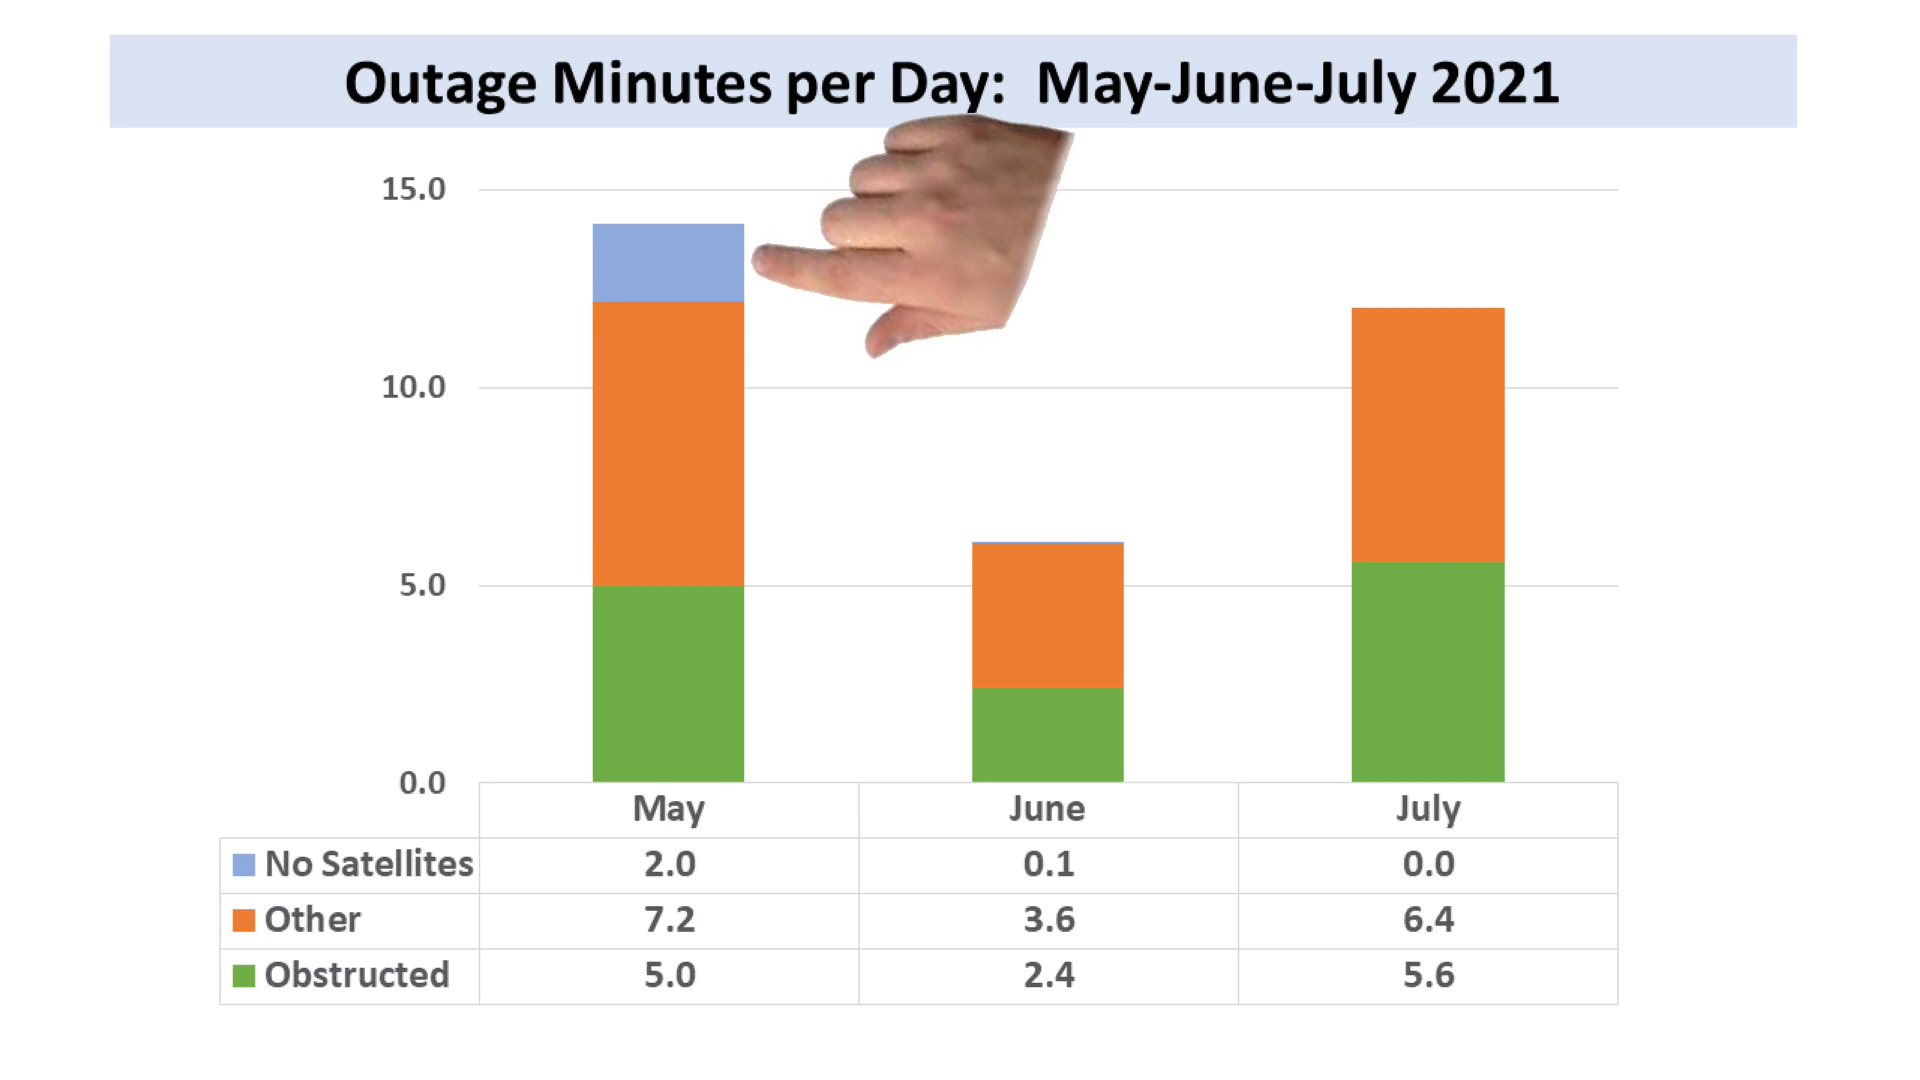 Outage Minutes per Day: May-June-July 2021
15.0
10.0
5.0
0.0
May June July
No Satellites 2.0 0.1 0.0
Other 7.2 3.6 6.4
Obstructed 5.0 2.4 5.6